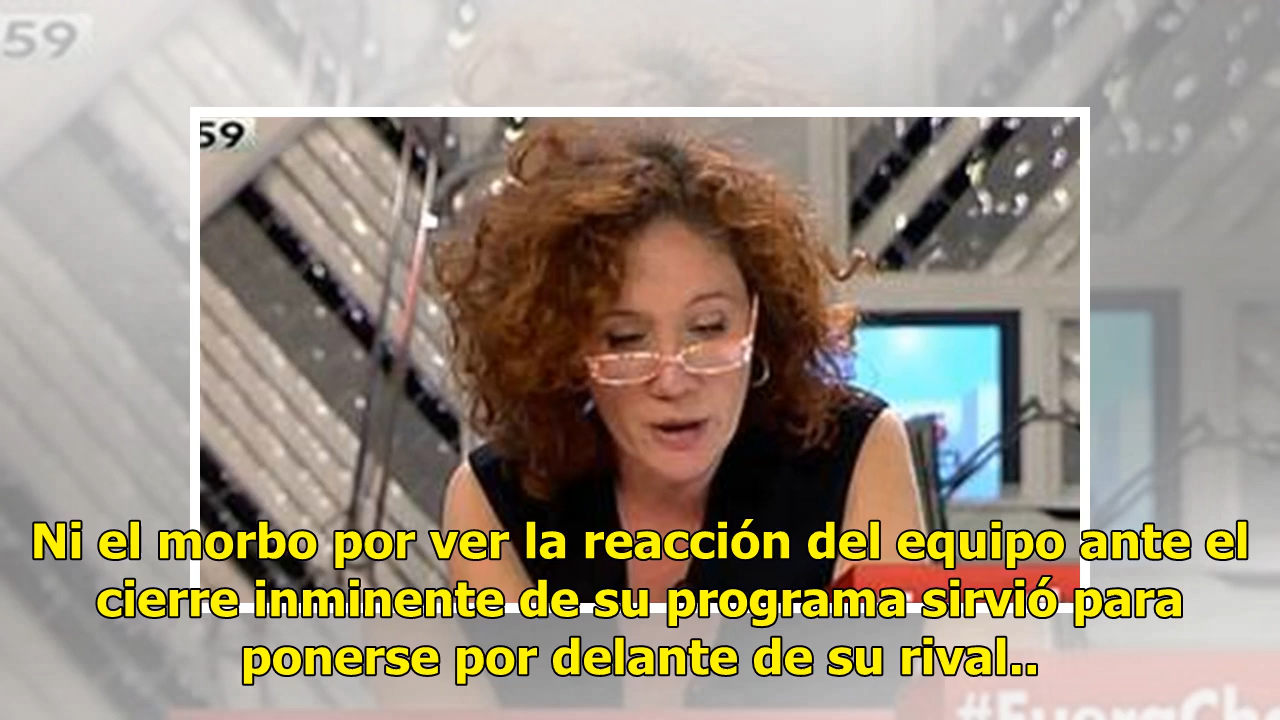 59
59
Ni el morbo por ver la reacción del equipo ante el
cierre inminente de su programa sirvió para
ponerse por delante de su rival..